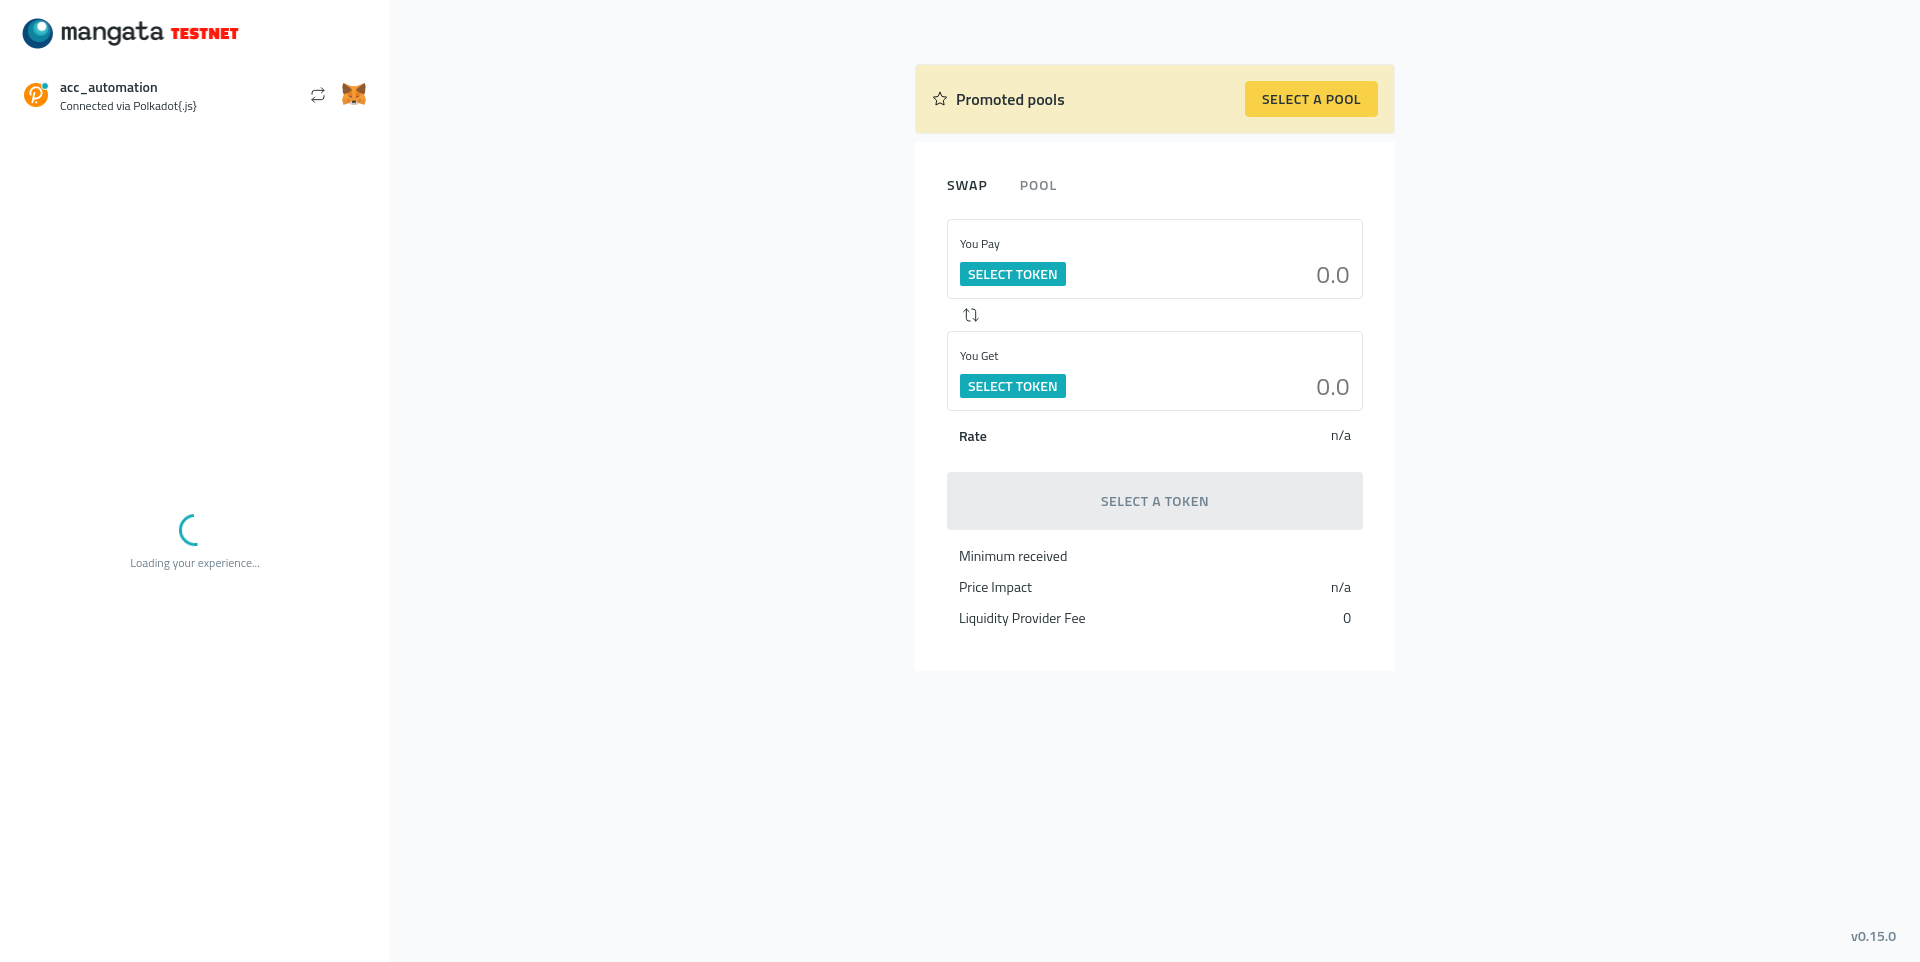 mangata TESTNET
acc_automation
Connected via Polkadot{.js}
Loading your experience...
Promoted pools
SELECT A POOL
SWAP POOL
You Pay
SELECT TOKEN 0.0
You Get
SELECT TOKEN 0.0
Rate n/a
SELECT A TOKEN
Minimum received
Price Impact n/a
Liquidity Provider Fee 0
v0.15.0